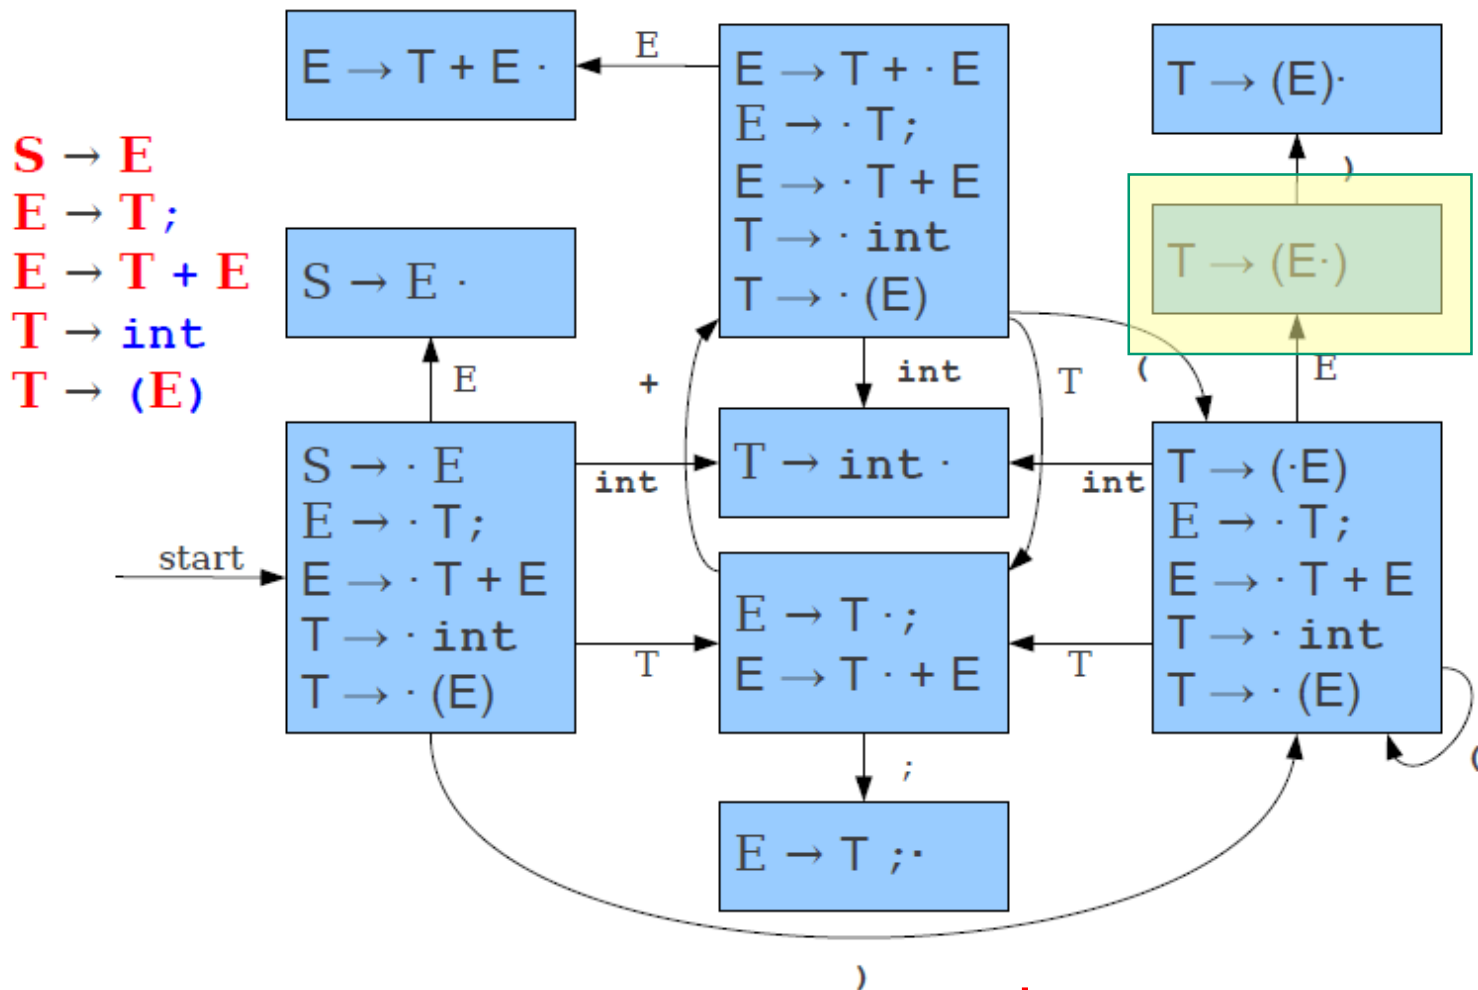 S → E
E → T ;
E → T + E
T → int
T → (E)
E → T + E ·
E
E → T + · E
E → · T ;
E → · T + E
T → · int
T → · (E)
T → (E)·
)
T → (E·)
E
S → E ·
E
+
int
T
(
start
S → · E
E → · T ;
E → · T + E
T → · int
T → · (E)
int
T
T → int ·
int
E → T · ;
E → T · + E
T
T → (·E)
E → · T ;
E → · T + E
T → · int
T → · (E)
(
;
E → T ;·
)